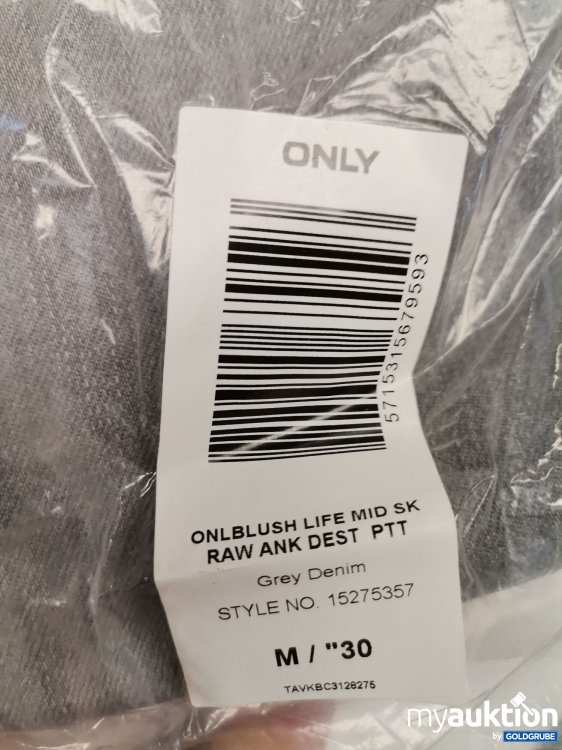 ONLY
5715315679593
ONLBLUSH LIFE MID SK
RAW ANK DEST PTT
Grey Denim
STYLE NO. 15275357
M / "30
TAVKBC3128275
myauktion
by GOLDGRUBE